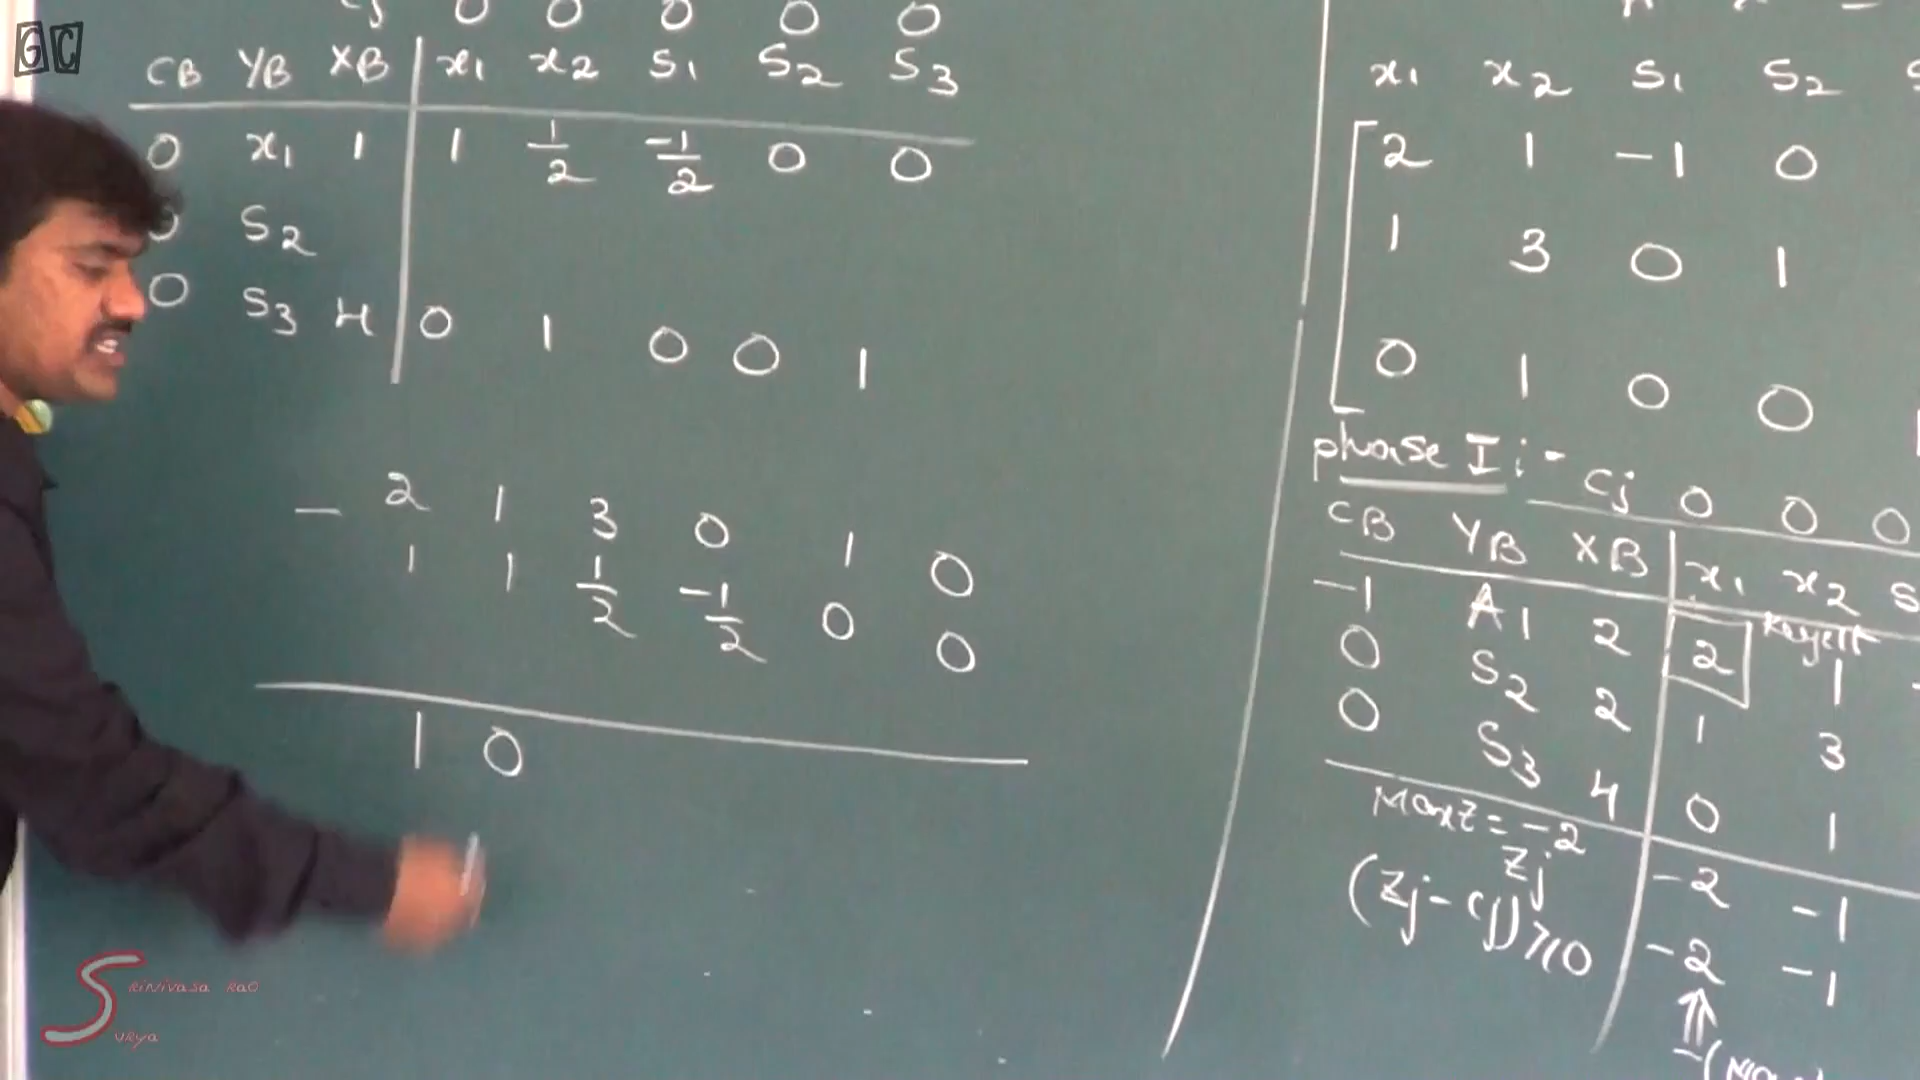 GC
Cj 0 0 0 0 0
CB YB XB x1 x2 S1 S2 S3
0 x1 1 1 1/2 -1/2 0 0
0 S2
0 S3 4 0 1 0 0 1
- 2 1 3 0 1 0
1 1 1/2 -1/2 0 0
1 0
x1 x2 S1 S2
2 1 -1 0
1 3 0 1
0 1 0 0
phase I :-
Cj 0 0 0
CB YB XB x1 x2 S
-1 A1 2 2 1
0 S2 2 1 3
0 S3 4 0 1
Max Z = -2
Zj -2 -1
(Zj - Cj) ≥ 0 -2 -1
Srinivasa Rao
Surya